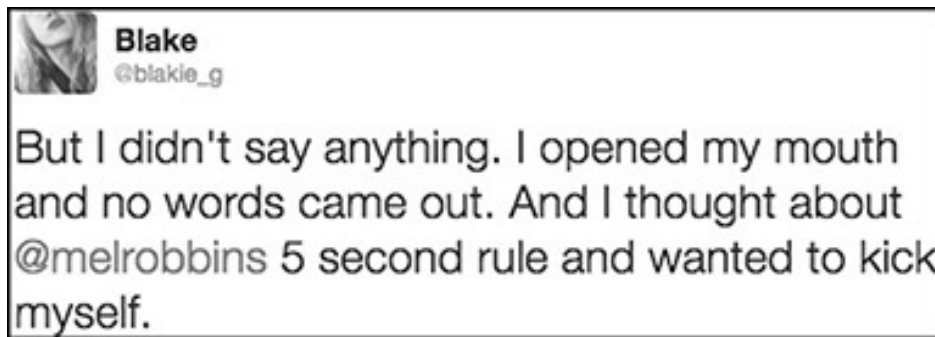 Blake
@blakie_g
But I didn't say anything. I opened my mouth
and no words came out. And I thought about
@melrobbins 5 second rule and wanted to kick
myself.